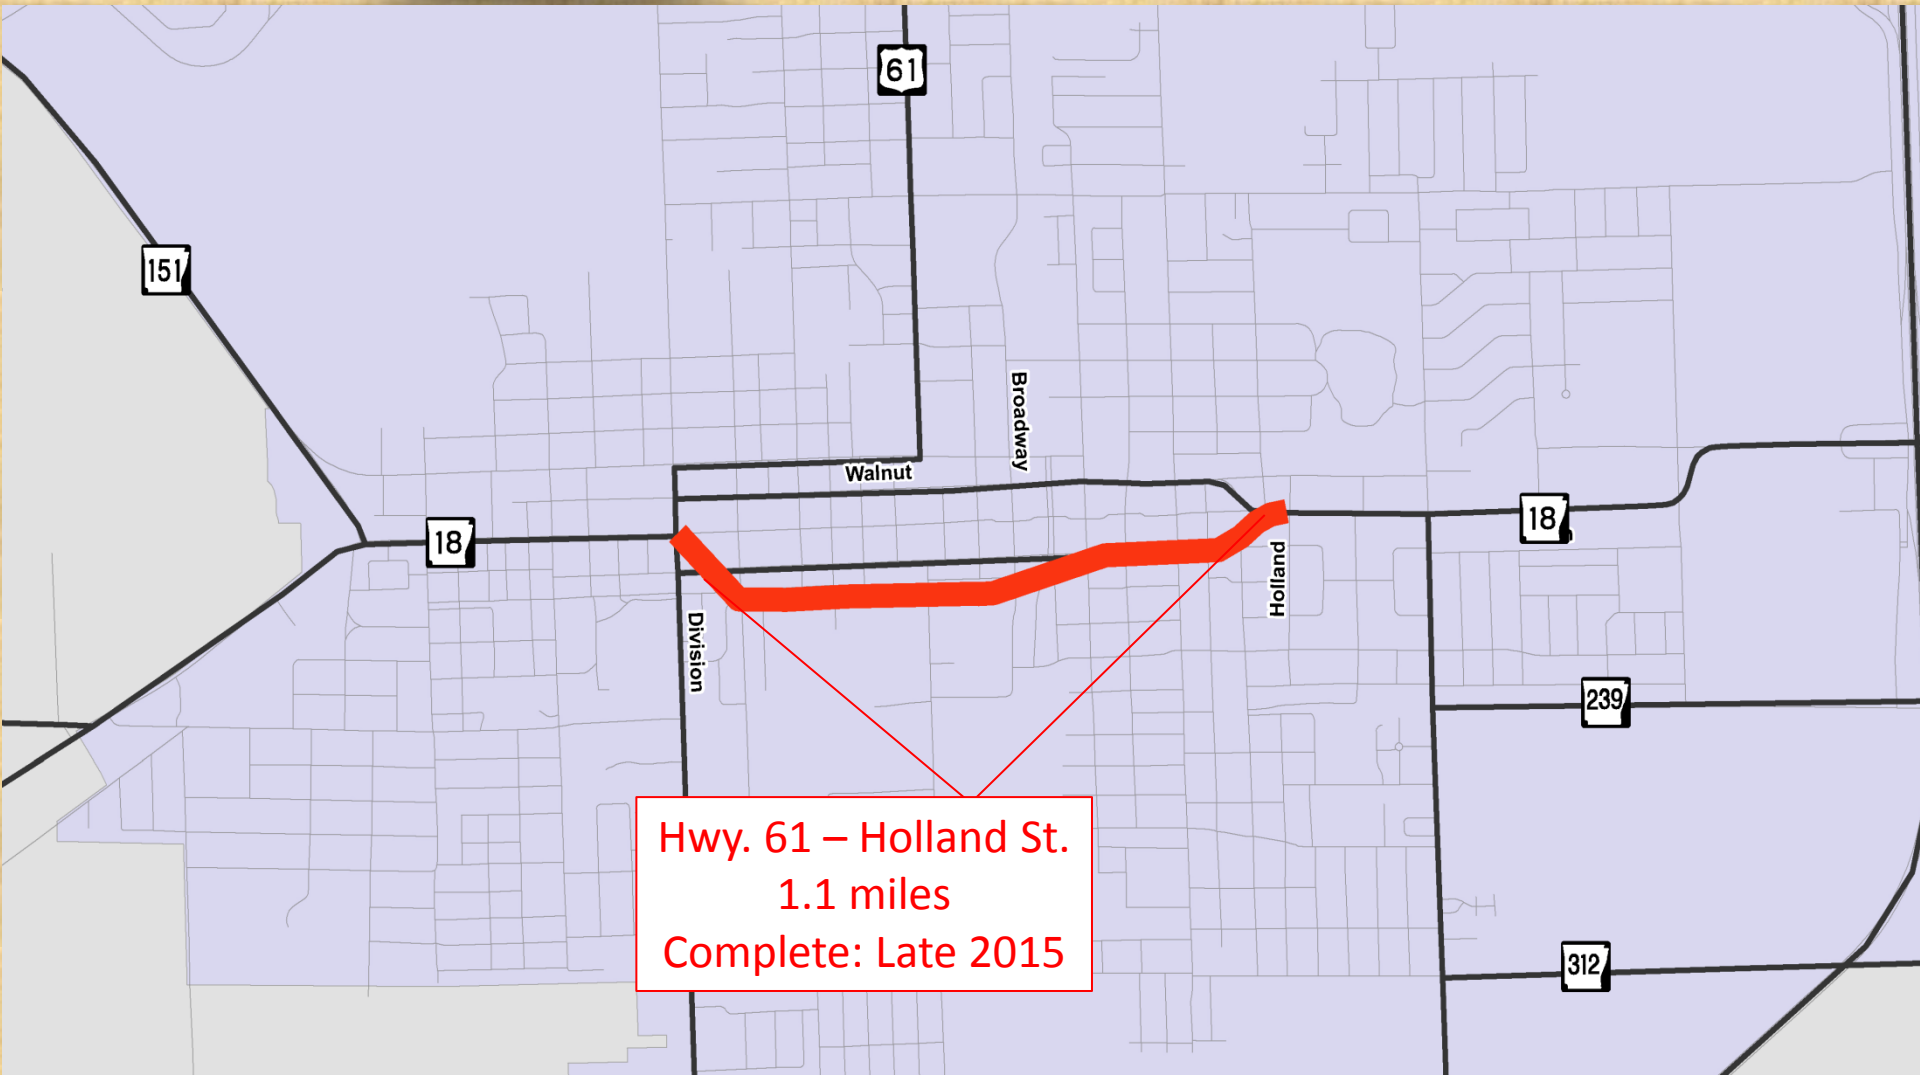 61
151
Broadway
Walnut
18
18
Holland
Division
239
Hwy. 61 – Holland St.
1.1 miles
Complete: Late 2015
312